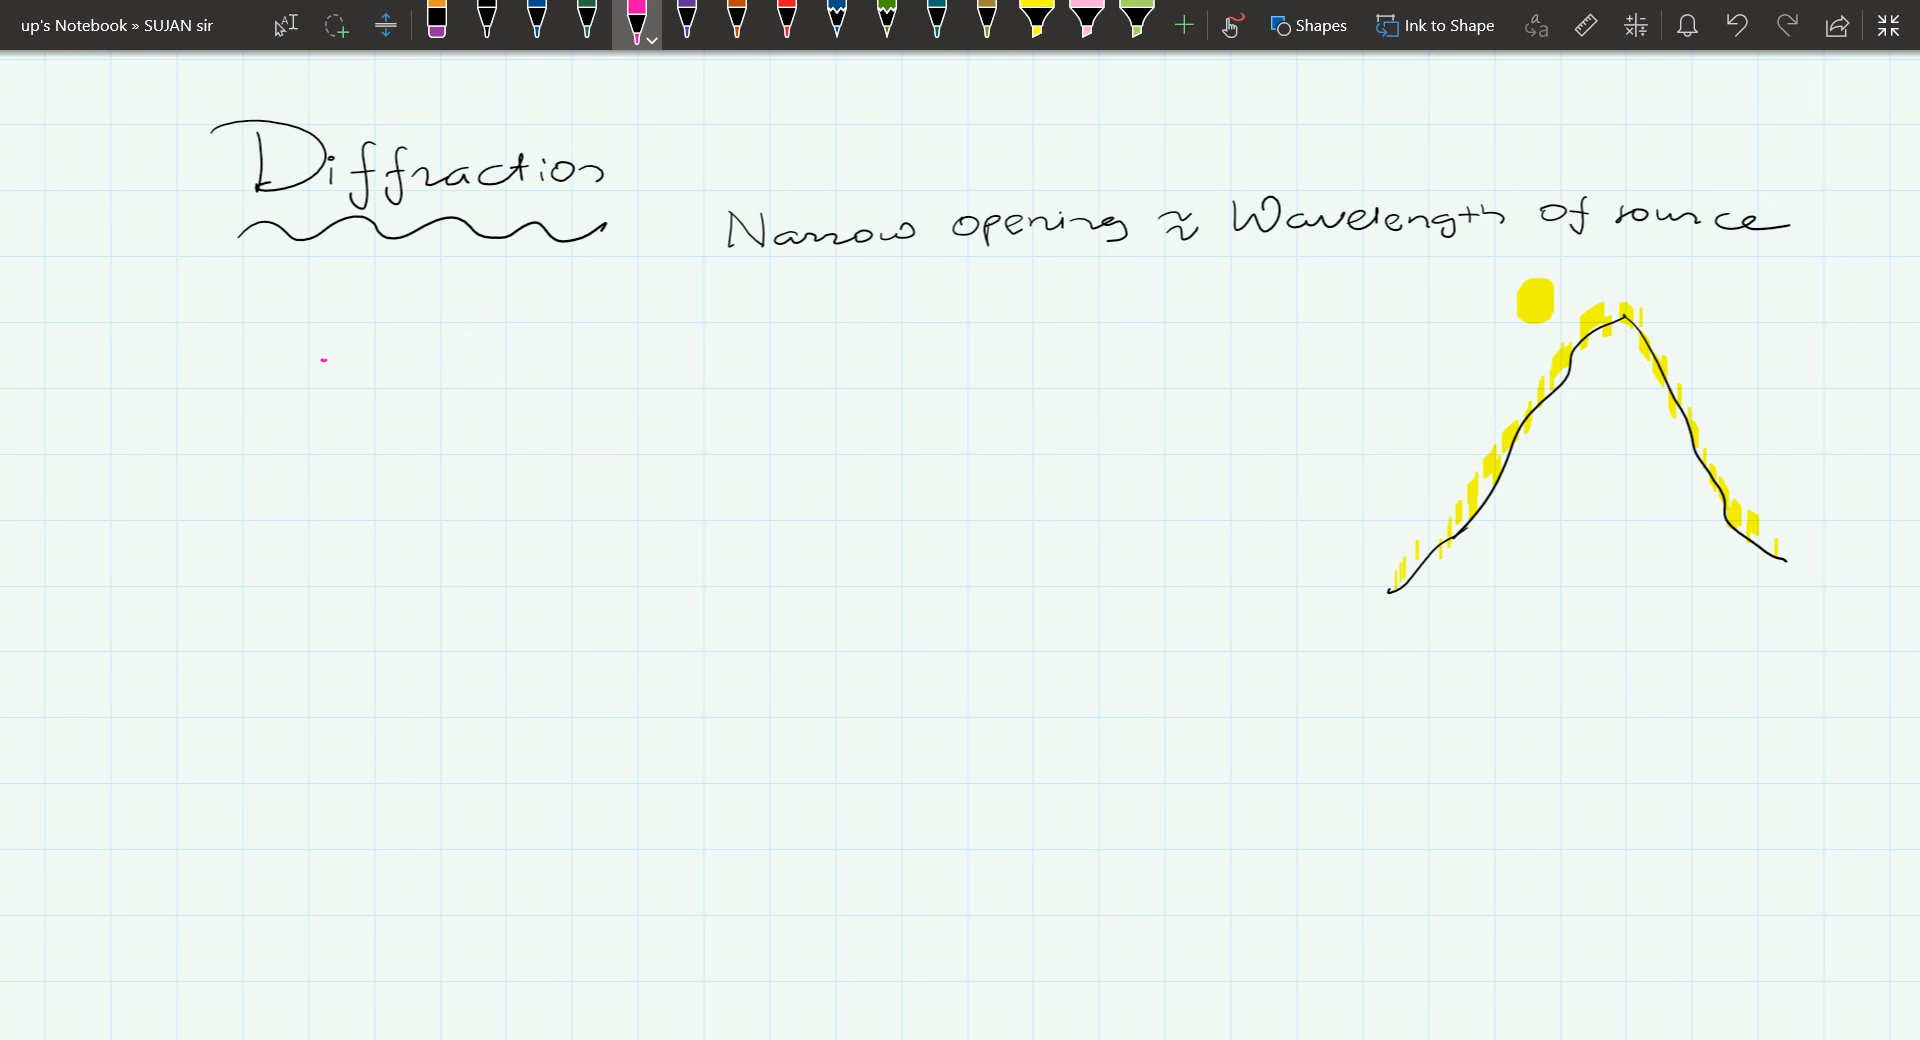 up's Notebook » SUJAN sir
Shapes
Ink to Shape
Diffraction
Narrow opening ≈ Wavelength of source